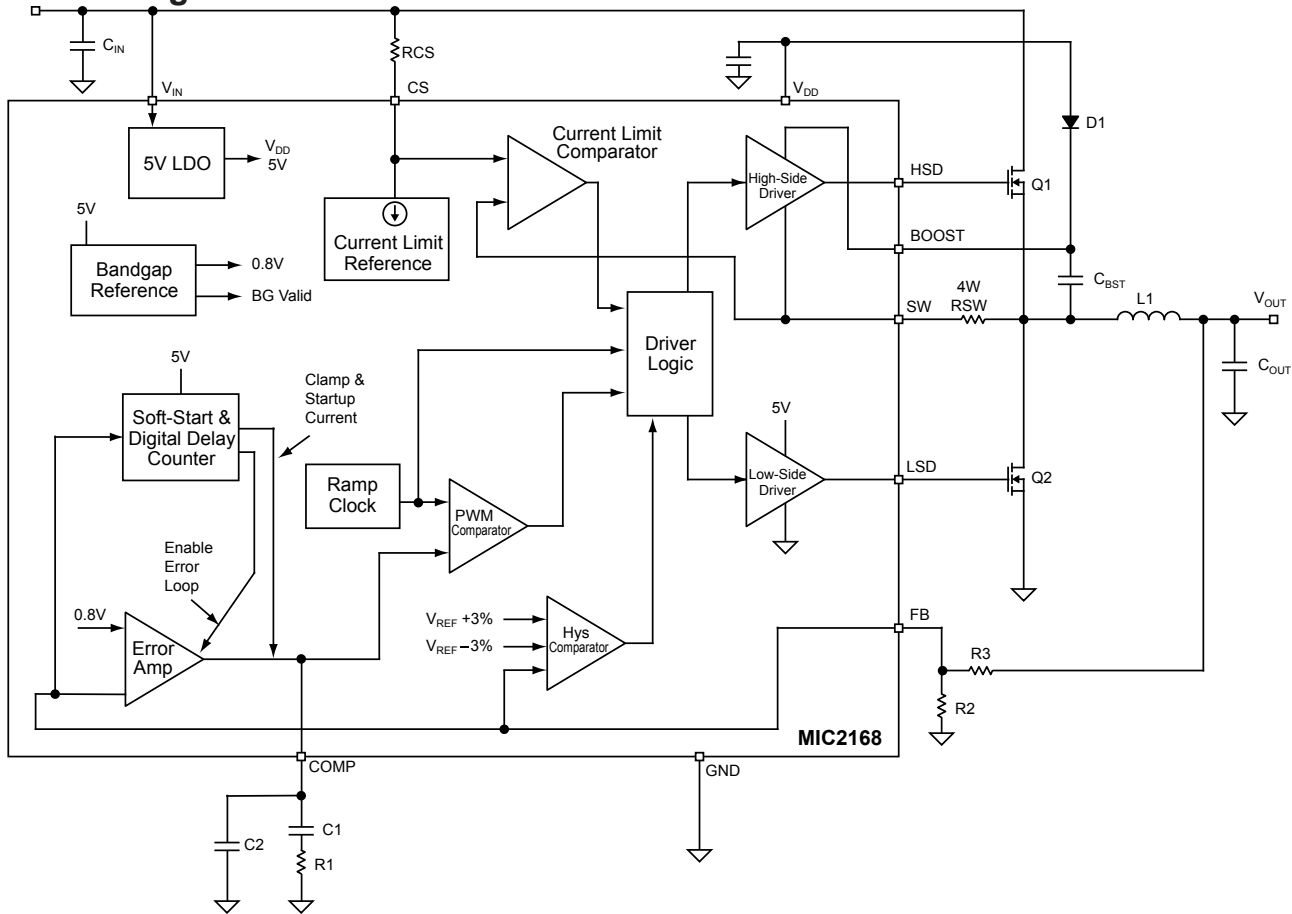 C_IN
RCS
V_IN
CS
V_DD
D1
5V LDO
V_DD
5V
Current Limit
Comparator
High-Side
Driver
HSD
Q1
5V
Current Limit
Reference
BOOST
Bandgap
Reference
0.8V
BG Valid
C_BST
4W
RSW
SW
L1
V_OUT
Driver
Logic
C_OUT
5V
Clamp &
Startup
Current
Soft-Start &
Digital Delay
Counter
5V
Low-Side
Driver
LSD
Q2
Ramp
Clock
PWM
Comparator
Enable
Error
Loop
0.8V
Error
Amp
V_REF +3%
V_REF −3%
Hys
Comparator
FB
R3
R2
MIC2168
COMP
GND
C2
C1
R1